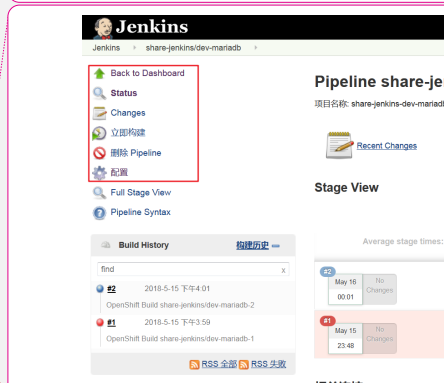 Jenkins
Jenkins share-jenkins/dev-mariadb
Back to Dashboard
Status
Changes
立即构建
删除 Pipeline
配置
Full Stage View
Pipeline Syntax
Build History 构建历史
find x
#2 2018-5-15 下午4:01
OpenShift Build share-jenkins/dev-mariadb-2
#1 2018-5-15 下午3:59
OpenShift Build share-jenkins/dev-mariadb-1
RSS 全部 RSS 失败
Pipeline share-je
项目名称: share-jenkins-dev-mariadb
Recent Changes
Stage View
Average stage times:
#2
May 16
00:01
No Changes
#1
May 15
23:48
No Changes